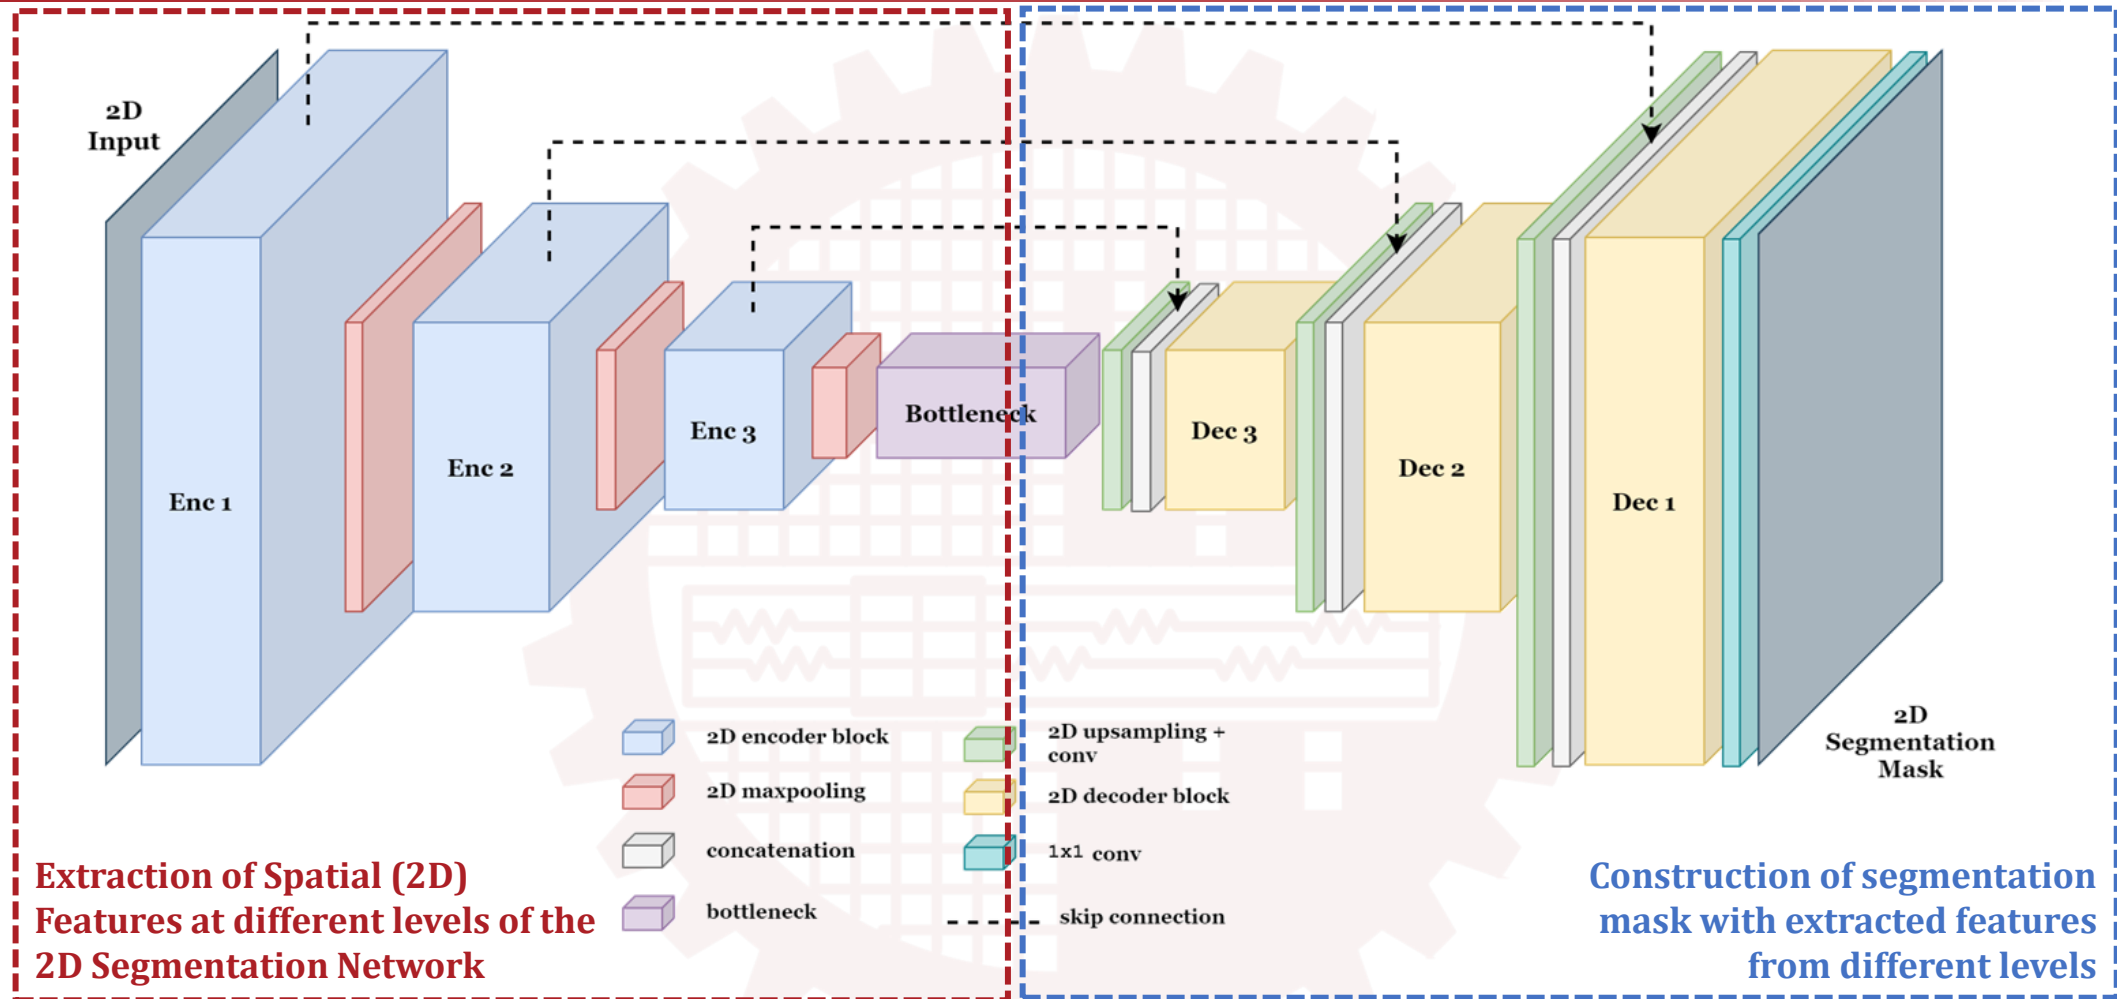 2D
Input
Enc 1
Enc 2
Enc 3
Bottleneck
Dec 3
Dec 2
Dec 1
2D
Segmentation
Mask
2D encoder block
2D maxpooling
concatenation
bottleneck
2D upsampling +
conv
2D decoder block
1x1 conv
skip connection
Extraction of Spatial (2D)
Features at different levels of the
2D Segmentation Network
Construction of segmentation
mask with extracted features
from different levels